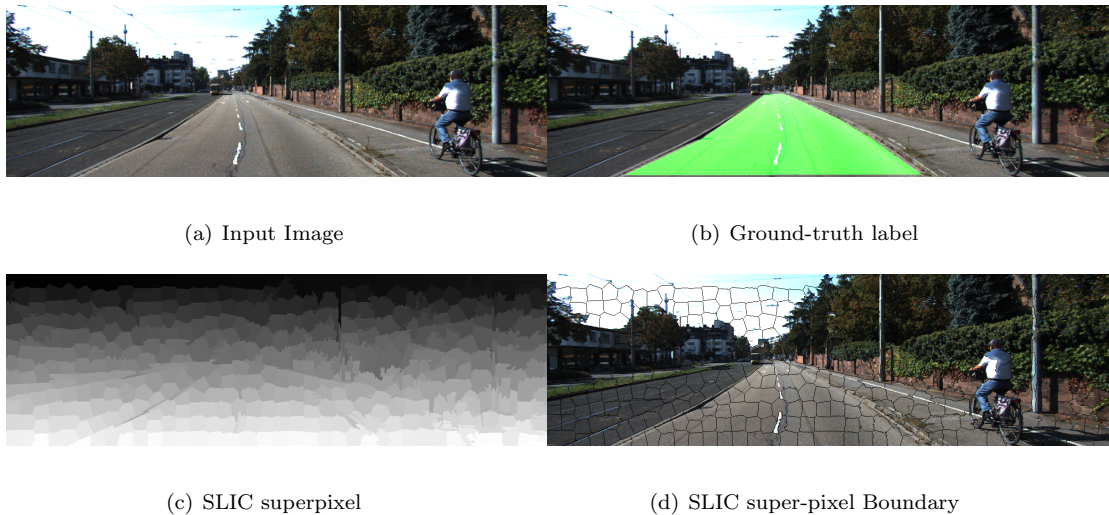 (a) Input Image
(b) Ground-truth label
(c) SLIC superpixel
(d) SLIC super-pixel Boundary